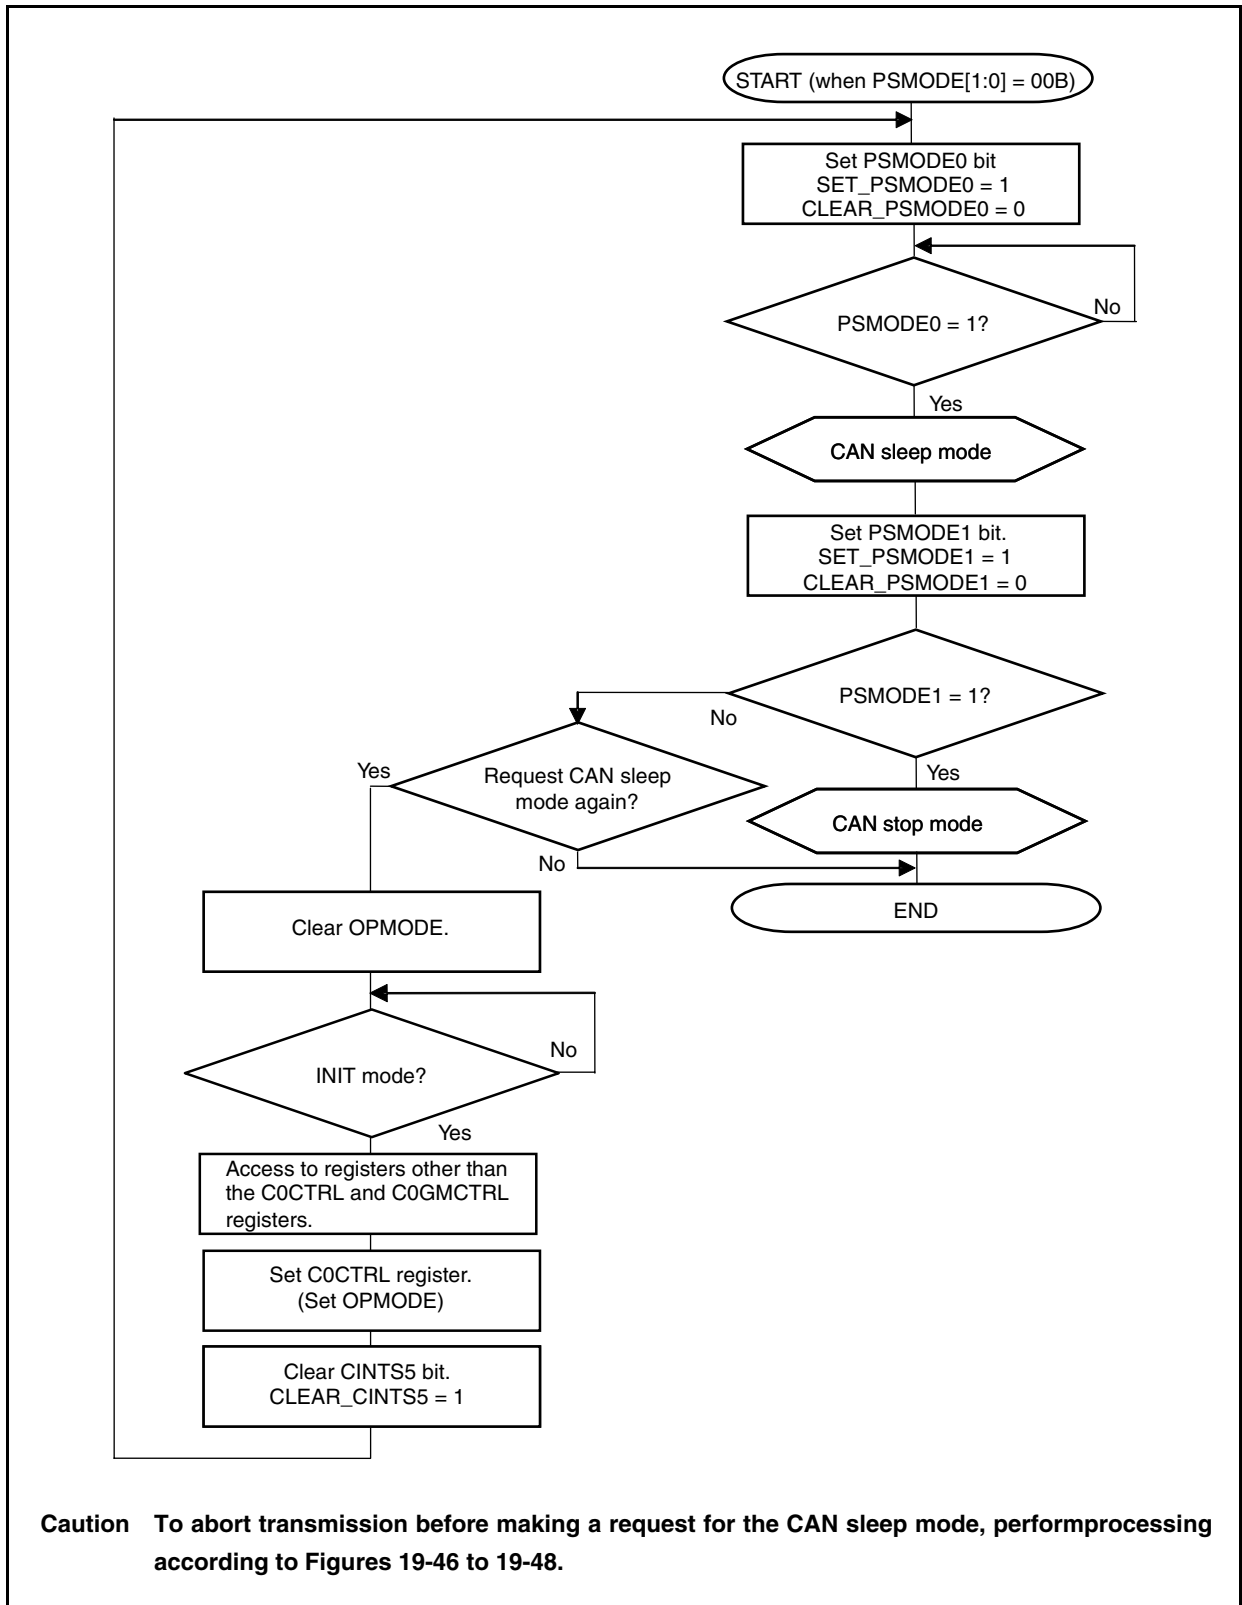 START (when PSMODE[1:0] = 00B)
Set PSMODE0 bit
SET_PSMODE0 = 1
CLEAR_PSMODE0 = 0
PSMODE0 = 1?
No
Yes
CAN sleep mode
Set PSMODE1 bit.
SET_PSMODE1 = 1
CLEAR_PSMODE1 = 0
PSMODE1 = 1?
No
Yes
Request CAN sleep
mode again?
Yes
No
CAN stop mode
END
Clear OPMODE.
INIT mode?
No
Yes
Access to registers other than
the C0CTRL and C0GMCTRL
registers.
Set C0CTRL register.
(Set OPMODE)
Clear CINTS5 bit.
CLEAR_CINTS5 = 1
Caution To abort transmission before making a request for the CAN sleep mode, performprocessing
according to Figures 19-46 to 19-48.